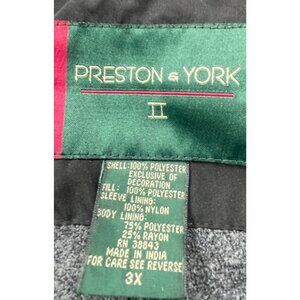 PRESTON & YORK
II
SHELL: 100% POLYESTER
EXCLUSIVE OF
DECORATION
FILL: 100% POLYESTER
SLEEVE LINING:
100% NYLON
BODY LINING:
75% POLYESTER
25% RAYON
RN 38843
MADE IN INDIA
FOR CARE SEE REVERSE
3X